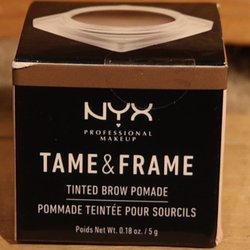 NYX
PROFESSIONAL
MAKEUP
TAME & FRAME
TINTED BROW POMADE
POMMADE TEINTÉE POUR SOURCILS
Poids Net Wt. 0.18 oz. / 5 g